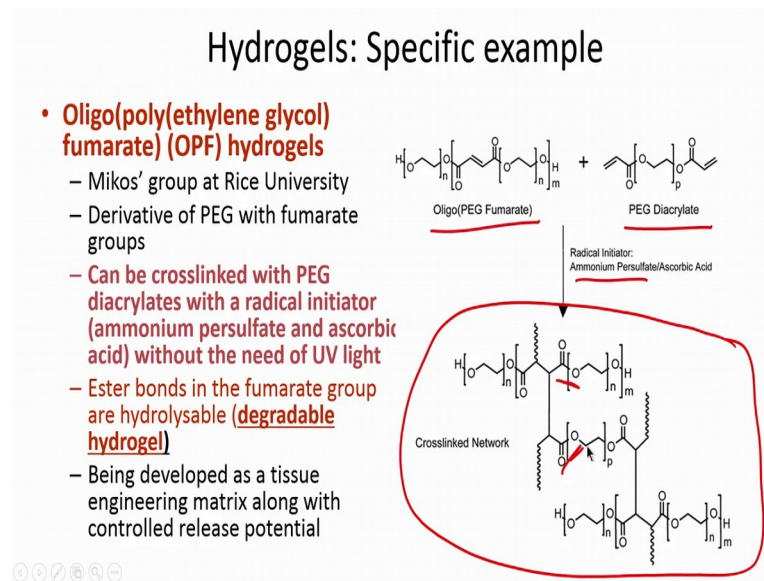 Hydrogels: Specific example
• Oligo(poly(ethylene glycol)
fumarate) (OPF) hydrogels
– Mikos' group at Rice University
– Derivative of PEG with fumarate
groups
– Can be crosslinked with PEG
diacrylates with a radical initiator
(ammonium persulfate and ascorbic
acid) without the need of UV light
– Ester bonds in the fumarate group
are hydrolysable (degradable
hydrogel)
– Being developed as a tissue
engineering matrix along with
controlled release potential
H O O n O O O O n H m
+
O O p O O
Oligo(PEG Fumarate)
PEG Diacrylate
Radical Initiator:
Ammonium Persulfate/Ascorbic Acid
H O O n O O O O n H m
Crosslinked Network
O O O p O
H O O n O O O O n H m